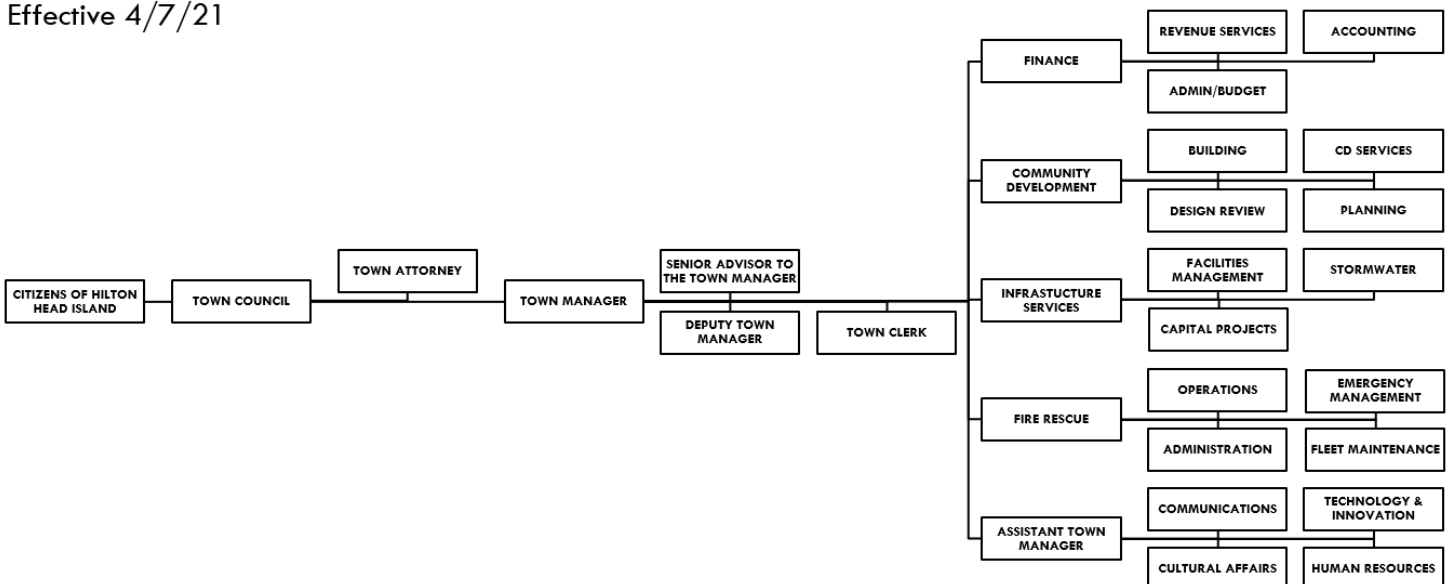 Effective 4/7/21
CITIZENS OF HILTON
HEAD ISLAND
TOWN COUNCIL
TOWN ATTORNEY
TOWN MANAGER
SENIOR ADVISOR TO
THE TOWN MANAGER
DEPUTY TOWN
MANAGER
TOWN CLERK
FINANCE
REVENUE SERVICES
ACCOUNTING
ADMIN/BUDGET
COMMUNITY
DEVELOPMENT
BUILDING
CD SERVICES
DESIGN REVIEW
PLANNING
INFRASTUCTURE
SERVICES
FACILITIES
MANAGEMENT
STORMWATER
CAPITAL PROJECTS
FIRE RESCUE
OPERATIONS
EMERGENCY
MANAGEMENT
ADMINISTRATION
FLEET MAINTENANCE
ASSISTANT TOWN
MANAGER
COMMUNICATIONS
TECHNOLOGY &
INNOVATION
CULTURAL AFFAIRS
HUMAN RESOURCES